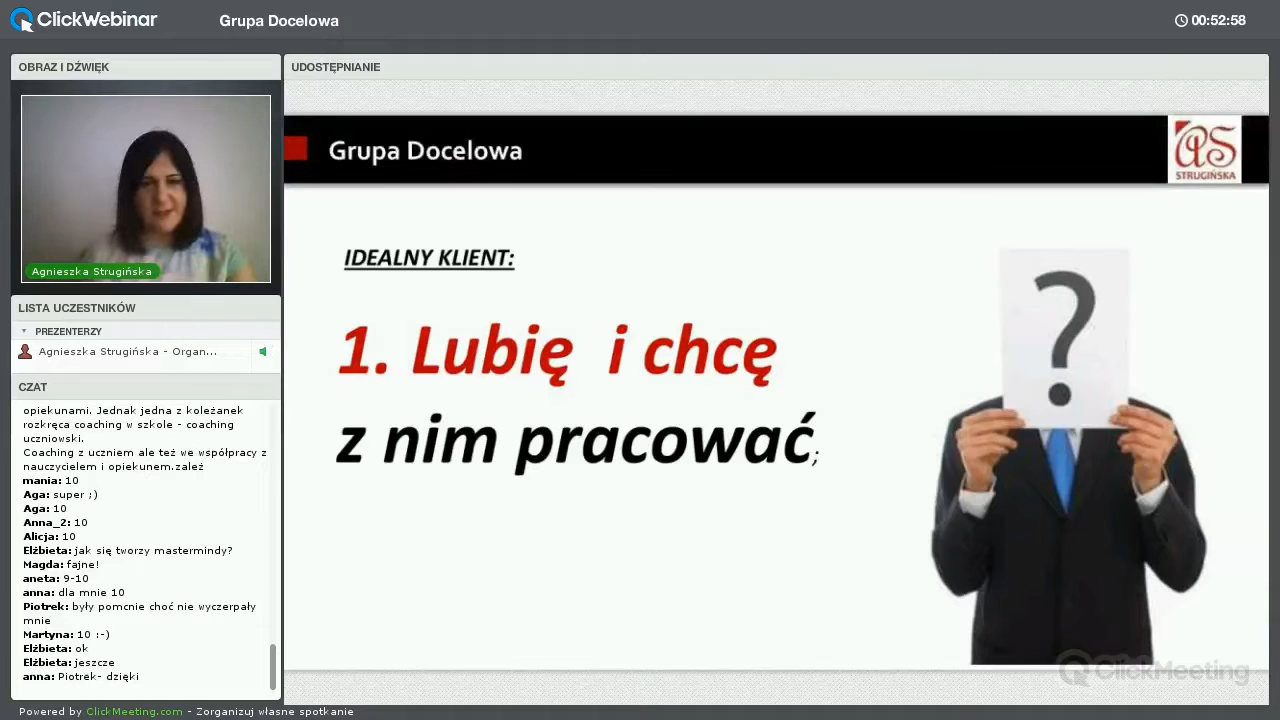 ClickWebinar
Grupa Docelowa
00:52:58
OBRAZ I DŹWIĘK
Agnieszka Strugińska
LISTA UCZESTNIKÓW
PREZENTERZY
Agnieszka Strugińska - Organ...
CZAT
opiekunami. Jednak jedna z koleżanek
rozkręca coaching w szkole - coaching
uczniowski.
Coaching z uczniem ale też we współpracy z
nauczycielem i opiekunem.zależ
mania: 10
Aga: super ;)
Aga: 10
Anna_2: 10
Alicja: 10
Elżbieta: jak się tworzy mastermindy?
Magda: fajne!
aneta: 9-10
anna: dla mnie 10
Piotrek: były pomcnie choć nie wyczerpały
mnie
Martyna: 10 :-)
Elżbieta: ok
Elżbieta: jeszcze
anna: Piotrek- dzięki
UDOSTĘPNIANIE
Grupa Docelowa
STRUGIŃSKA
IDEALNY KLIENT:
1. Lubię i chcę
z nim pracować;
?
ClickMeeting
Powered by ClickMeeting.com - Zorganizuj własne spotkanie